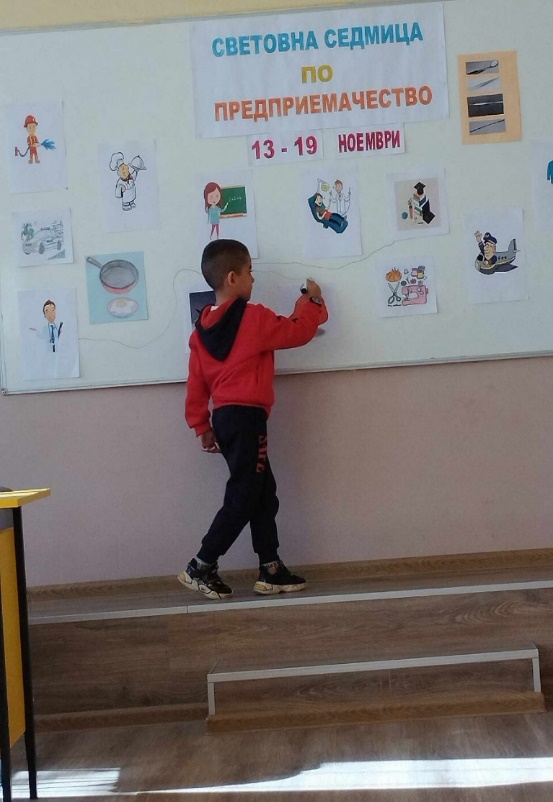 СВЕТОВНА СЕДМИЦА
ПО
ПРЕДПРИЕМАЧЕСТВО
13 - 19 НОЕМВРИ